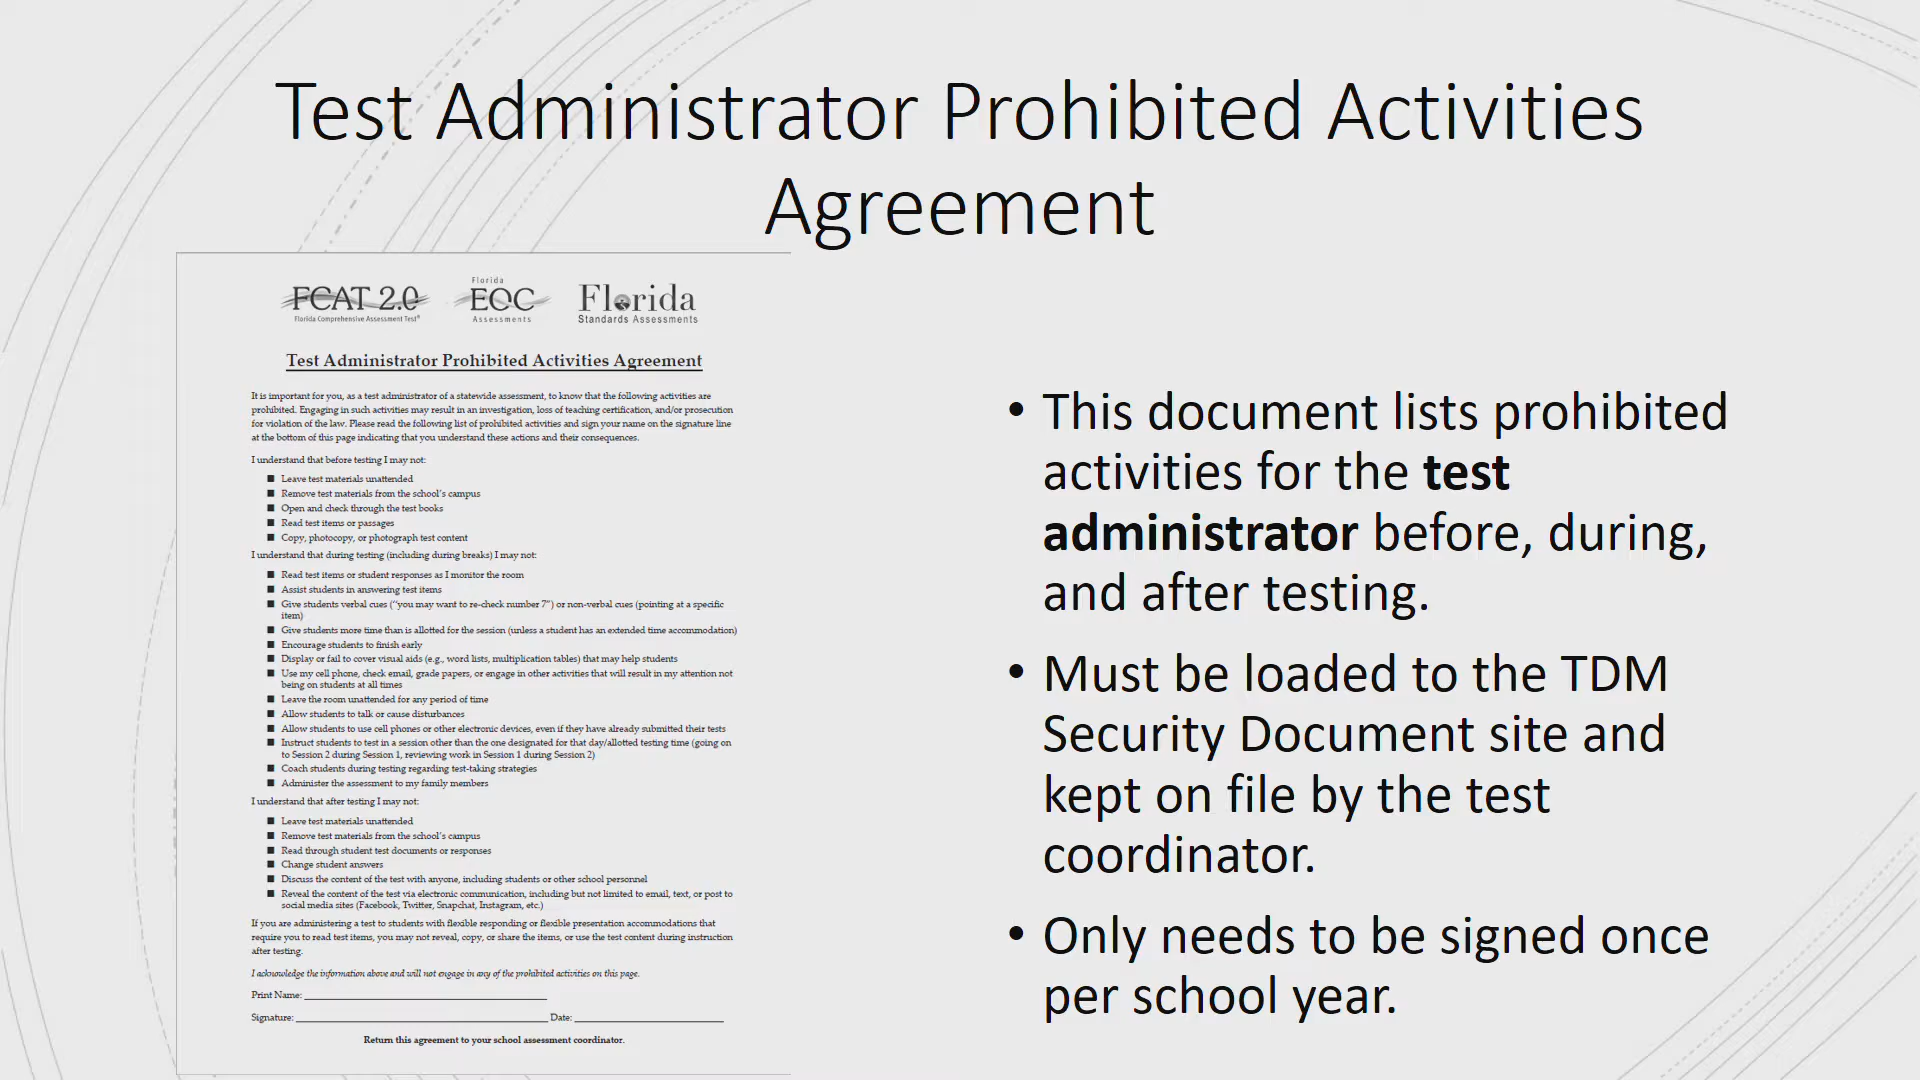 Test Administrator Prohibited Activities
Agreement
FCAT 2.0
Florida Comprehensive Assessment Test®
Florida
EOC
Assessments
Florida
Standards Assessments
Test Administrator Prohibited Activities Agreement
It is important for you, as a test administrator of a statewide assessment, to know that the following activities are
prohibited. Engaging in such activities may result in an investigation, loss of teaching certification, and/or prosecution
for violation of the law. Please read the following list of prohibited activities and sign your name on the signature line
at the bottom of this page indicating that you understand these actions and their consequences.
I understand that before testing I may not:
■ Leave test materials unattended
■ Remove test materials from the school's campus
■ Open and check through the test books
■ Read test items or passages
■ Copy, photocopy, or photograph test content
I understand that during testing (including during breaks) I may not:
■ Read test items or student responses as I monitor the room
■ Assist students in answering test items
■ Give students verbal cues ("you may want to re-check number 7") or non-verbal cues (pointing at a specific
item)
■ Give students more time than is allotted for the session (unless a student has an extended time accommodation)
■ Encourage students to finish early
■ Display or fail to cover visual aids (e.g., word lists, multiplication tables) that may help students
■ Use my cell phone, check email, grade papers, or engage in other activities that will result in my attention not
being on students at all times
■ Leave the room unattended for any period of time
■ Allow students to talk or cause disturbances
■ Allow students to use cell phones or other electronic devices, even if they have already submitted their tests
■ Instruct students to test in a session other than the one designated for that day/allotted testing time (going on
to Session 2 during Session 1, reviewing work in Session 1 during Session 2)
■ Coach students during testing regarding test-taking strategies
■ Administer the assessment to my family members
I understand that after testing I may not:
■ Leave test materials unattended
■ Remove test materials from the school's campus
■ Read through student test documents or responses
■ Change student answers
■ Discuss the content of the test with anyone, including students or other school personnel
■ Reveal the content of the test via electronic communication, including but not limited to email, text, or post to
social media sites (Facebook, Twitter, Snapchat, Instagram, etc.)
If you are administering a test to students with flexible responding or flexible presentation accommodations that
require you to read test items, you may not reveal, copy, or share the items, or use the test content during instruction
after testing.
I acknowledge the information above and will not engage in any of the prohibited activities on this page.
Print Name:
Signature: Date:
Return this agreement to your school assessment coordinator.
• This document lists prohibited
activities for the test
administrator before, during,
and after testing.
• Must be loaded to the TDM
Security Document site and
kept on file by the test
coordinator.
• Only needs to be signed once
per school year.